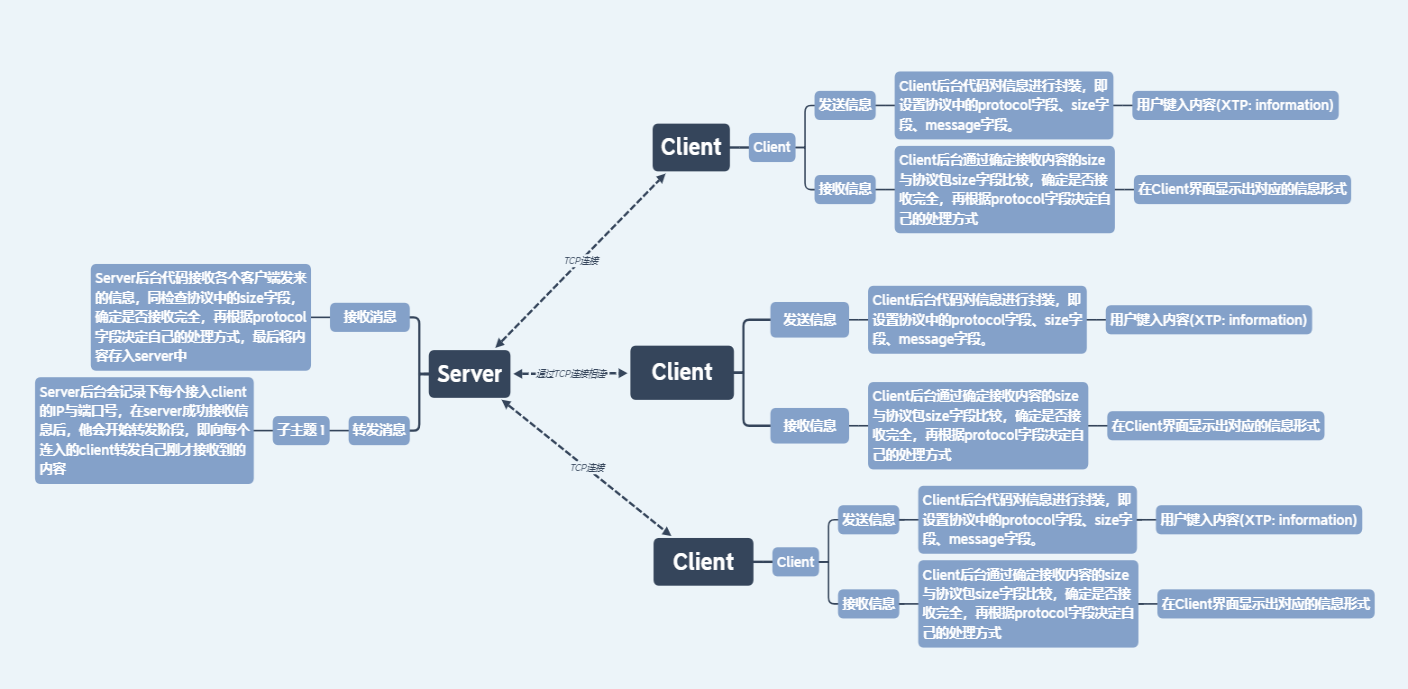 Server后台代码接收各个客户端发来
的信息，同检查协议中的size字段，
确定是否接收完全，再根据protocol
字段决定自己的处理方式，最后将内
容存入server中
接收消息
Server后台会记录下每个接入client
的IP与端口号，在server成功接收信
息后，他会开始转发阶段，即向每个
连入的client转发自己刚才接收到的
内容
子主题 1
转发消息
Server
TCP连接
通过TCP连接相连
TCP连接
Client
Client
发送信息
Client后台代码对信息进行封装，即
设置协议中的protocol字段、size字
段、message字段。
用户键入内容(XTP: information)
接收信息
Client后台通过确定接收内容的size
与协议包size字段比较，确定是否接
收完全，再根据protocol字段决定自
己的处理方式
在Client界面显示出对应的信息形式
Client
发送信息
Client后台代码对信息进行封装，即
设置协议中的protocol字段、size字
段、message字段。
用户键入内容(XTP: information)
接收信息
Client后台通过确定接收内容的size
与协议包size字段比较，确定是否接
收完全，再根据protocol字段决定自
己的处理方式
在Client界面显示出对应的信息形式
Client
Client
发送信息
Client后台代码对信息进行封装，即
设置协议中的protocol字段、size字
段、message字段。
用户键入内容(XTP: information)
接收信息
Client后台通过确定接收内容的size
与协议包size字段比较，确定是否接
收完全，再根据protocol字段决定自
己的处理方式
在Client界面显示出对应的信息形式